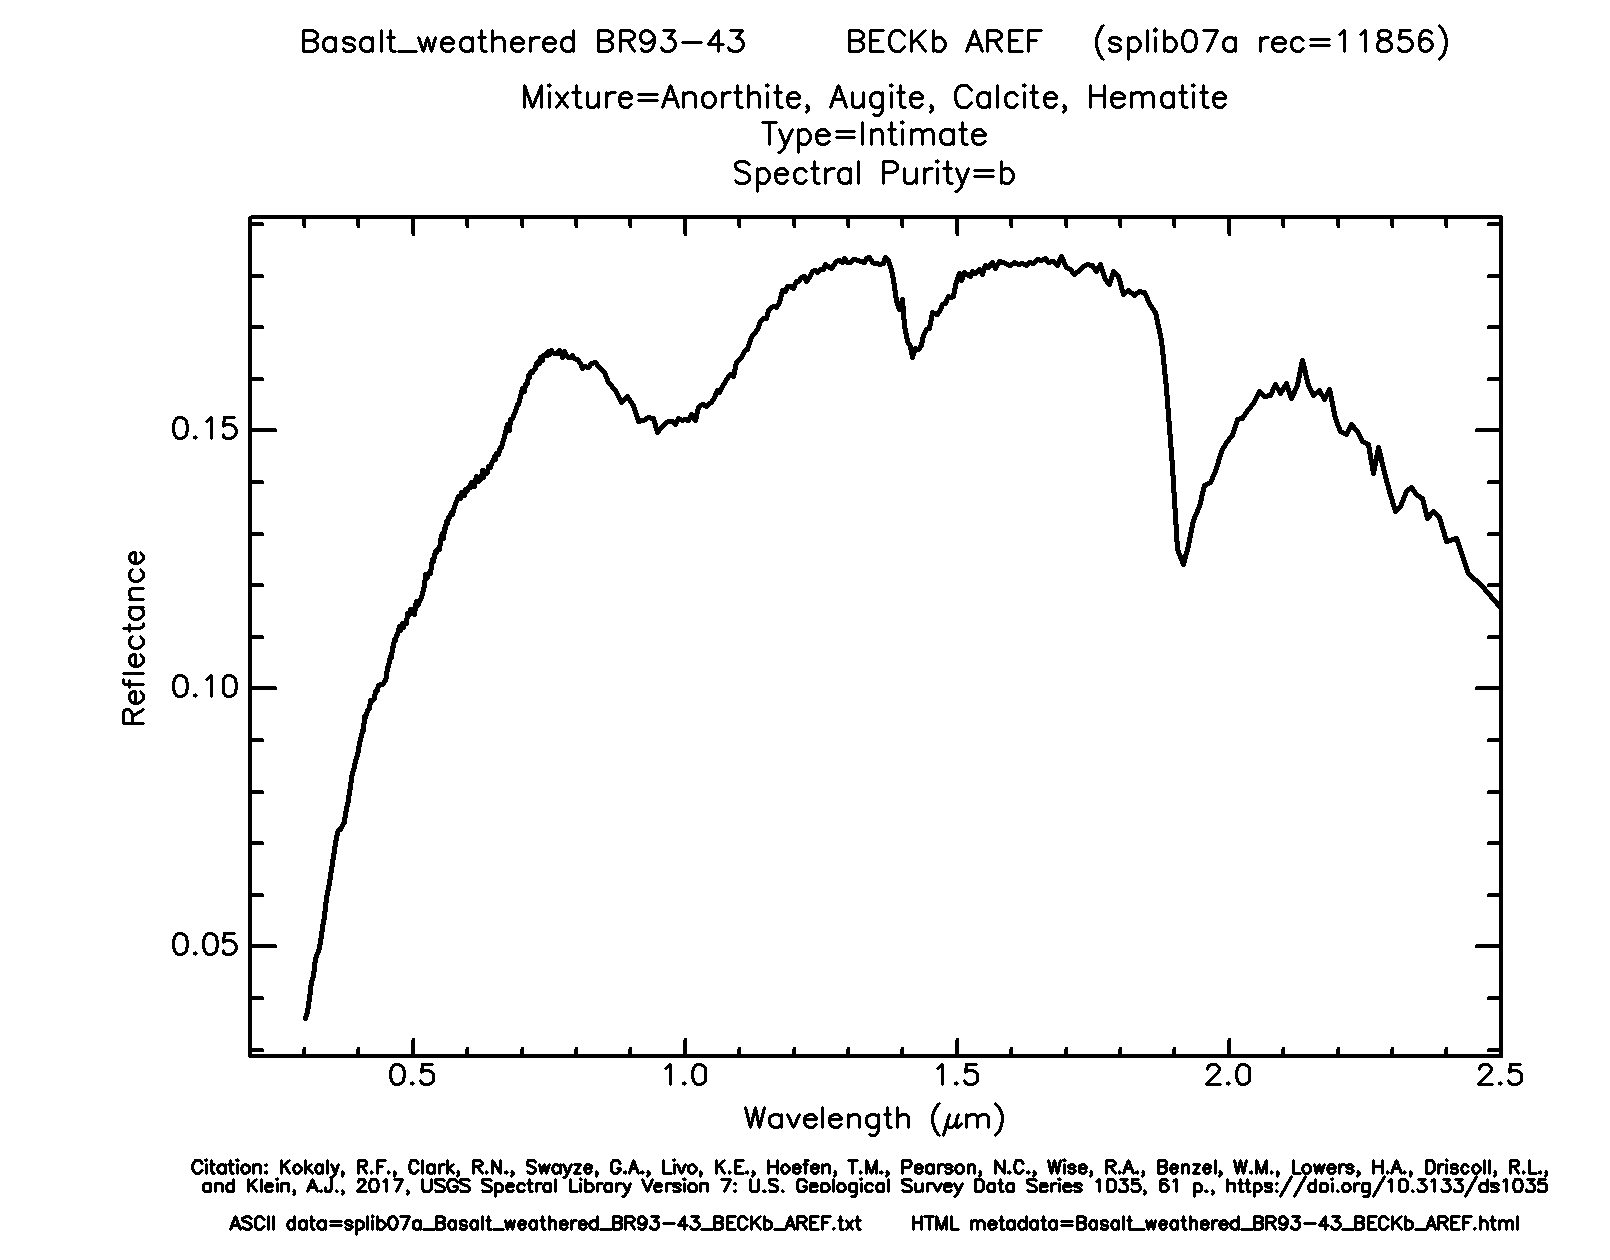 Basalt_weathered BR93-43 BECKb AREF (splib07a rec=11856)
Mixture=Anorthite, Augite, Calcite, Hematite
Type=Intimate
Spectral Purity=b
0.15
0.10
0.05
Reflectance
0.5 1.0 1.5 2.0 2.5
Wavelength (μm)
Citation: Kokaly, R.F., Clark, R.N., Swayze, G.A., Livo, K.E., Hoefen, T.M., Pearson, N.C., Wise, R.A., Benzel, W.M., Lowers, H.A., Driscoll, R.L.,
and Klein, A.J., 2017, USGS Spectral Library Version 7: U.S. Geological Survey Data Series 1035, 61 p., https://doi.org/10.3133/ds1035
ASCII data=splib07a_Basalt_weathered_BR93-43_BECKb_AREF.txt HTML metadata=Basalt_weathered_BR93-43_BECKb_AREF.html